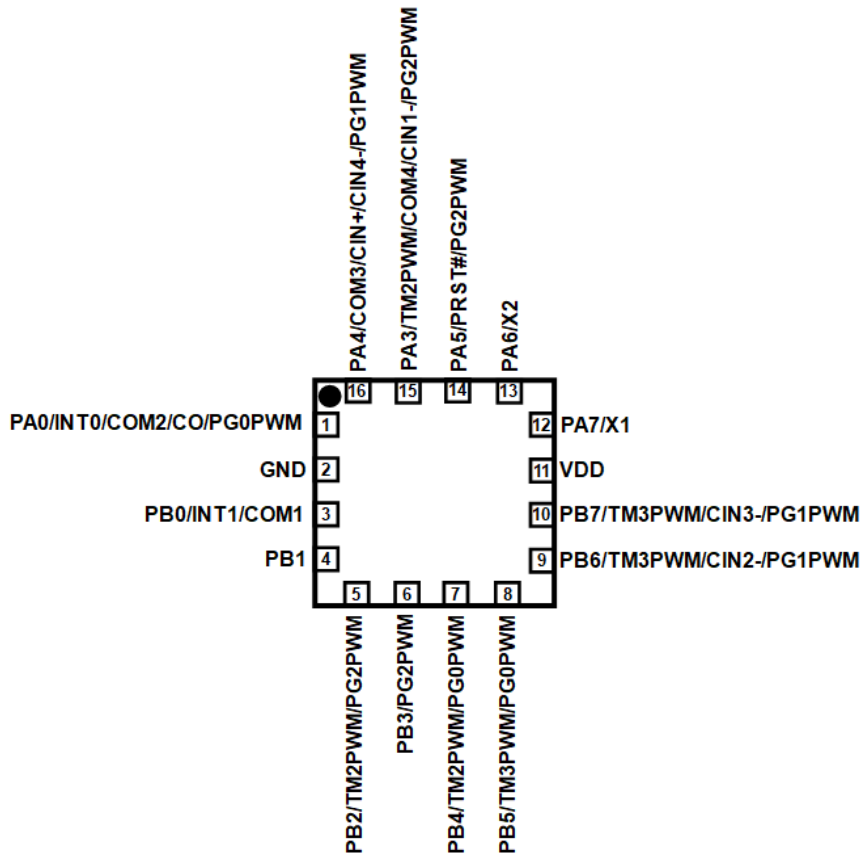 PA4/COM3/CIN+/CIN4-/PG1PWM
PA3/TM2PWM/COM4/CIN1-/PG2PWM
PA5/PRST#/PG2PWM
PA6/X2
16
15
14
13
PA0/INT0/COM2/CO/PG0PWM
1
12
PA7/X1
GND
2
11
VDD
PB0/INT1/COM1
3
10
PB7/TM3PWM/CIN3-/PG1PWM
PB1
4
9
PB6/TM3PWM/CIN2-/PG1PWM
5
6
7
8
PB2/TM2PWM/PG2PWM
PB3/PG2PWM
PB4/TM2PWM/PG0PWM
PB5/TM3PWM/PG0PWM